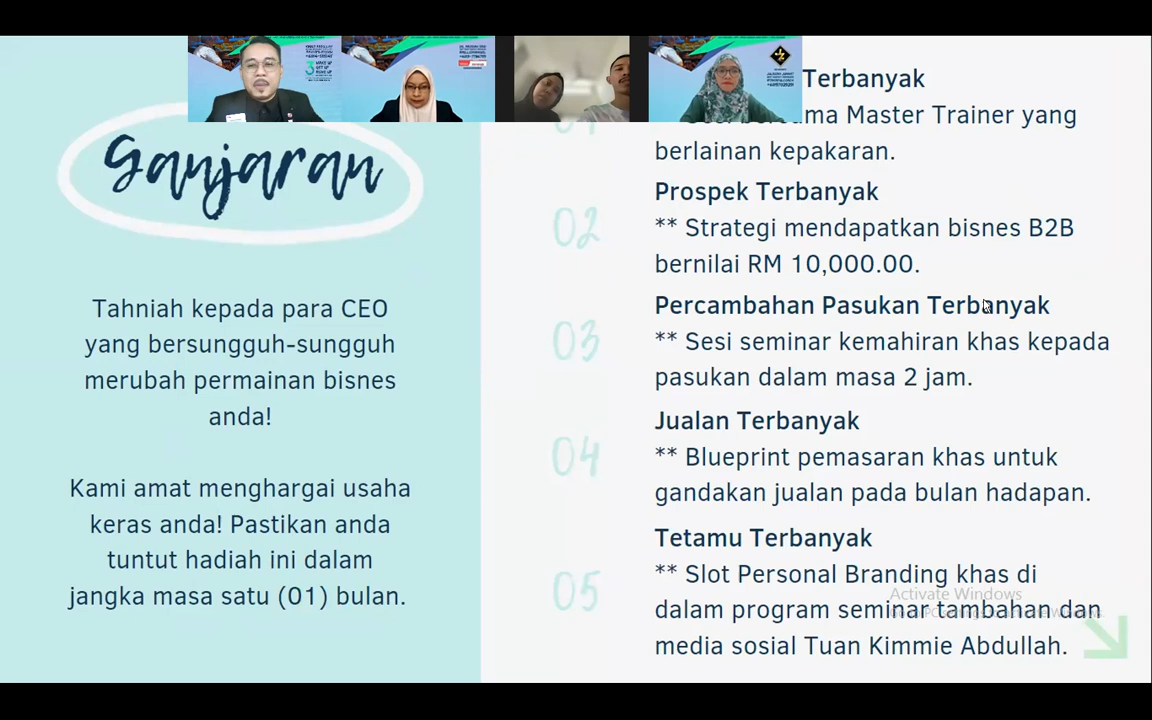 Ganjaran
Tahniah kepada para CEO
yang bersungguh-sungguh
merubah permainan bisnes
anda!
Kami amat menghargai usaha
keras anda! Pastikan anda
tuntut hadiah ini dalam
jangka masa satu (01) bulan.
Terbanyak
Master Trainer yang
berlainan kepakaran.
02
Prospek Terbanyak
** Strategi mendapatkan bisnes B2B
bernilai RM 10,000.00.
03
Percambahan Pasukan Terbanyak
** Sesi seminar kemahiran khas kepada
pasukan dalam masa 2 jam.
04
Jualan Terbanyak
** Blueprint pemasaran khas untuk
gandakan jualan pada bulan hadapan.
05
Tetamu Terbanyak
** Slot Personal Branding khas di
dalam program seminar tambahan dan
media sosial Tuan Kimmie Abdullah.
Activate Windows